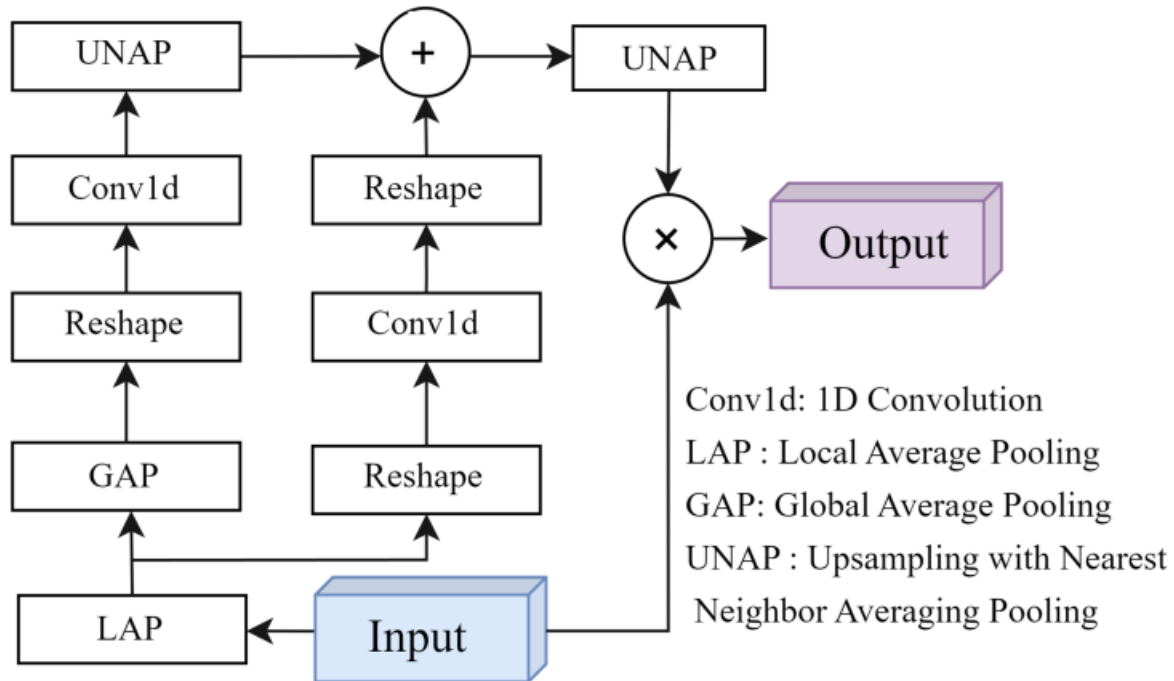 UNAP
+
UNAP
Conv1d
Reshape
×
Output
Reshape
Conv1d
Conv1d: 1D Convolution
LAP : Local Average Pooling
GAP
Reshape
GAP: Global Average Pooling
UNAP : Upsampling with Nearest
Neighbor Averaging Pooling
LAP
Input